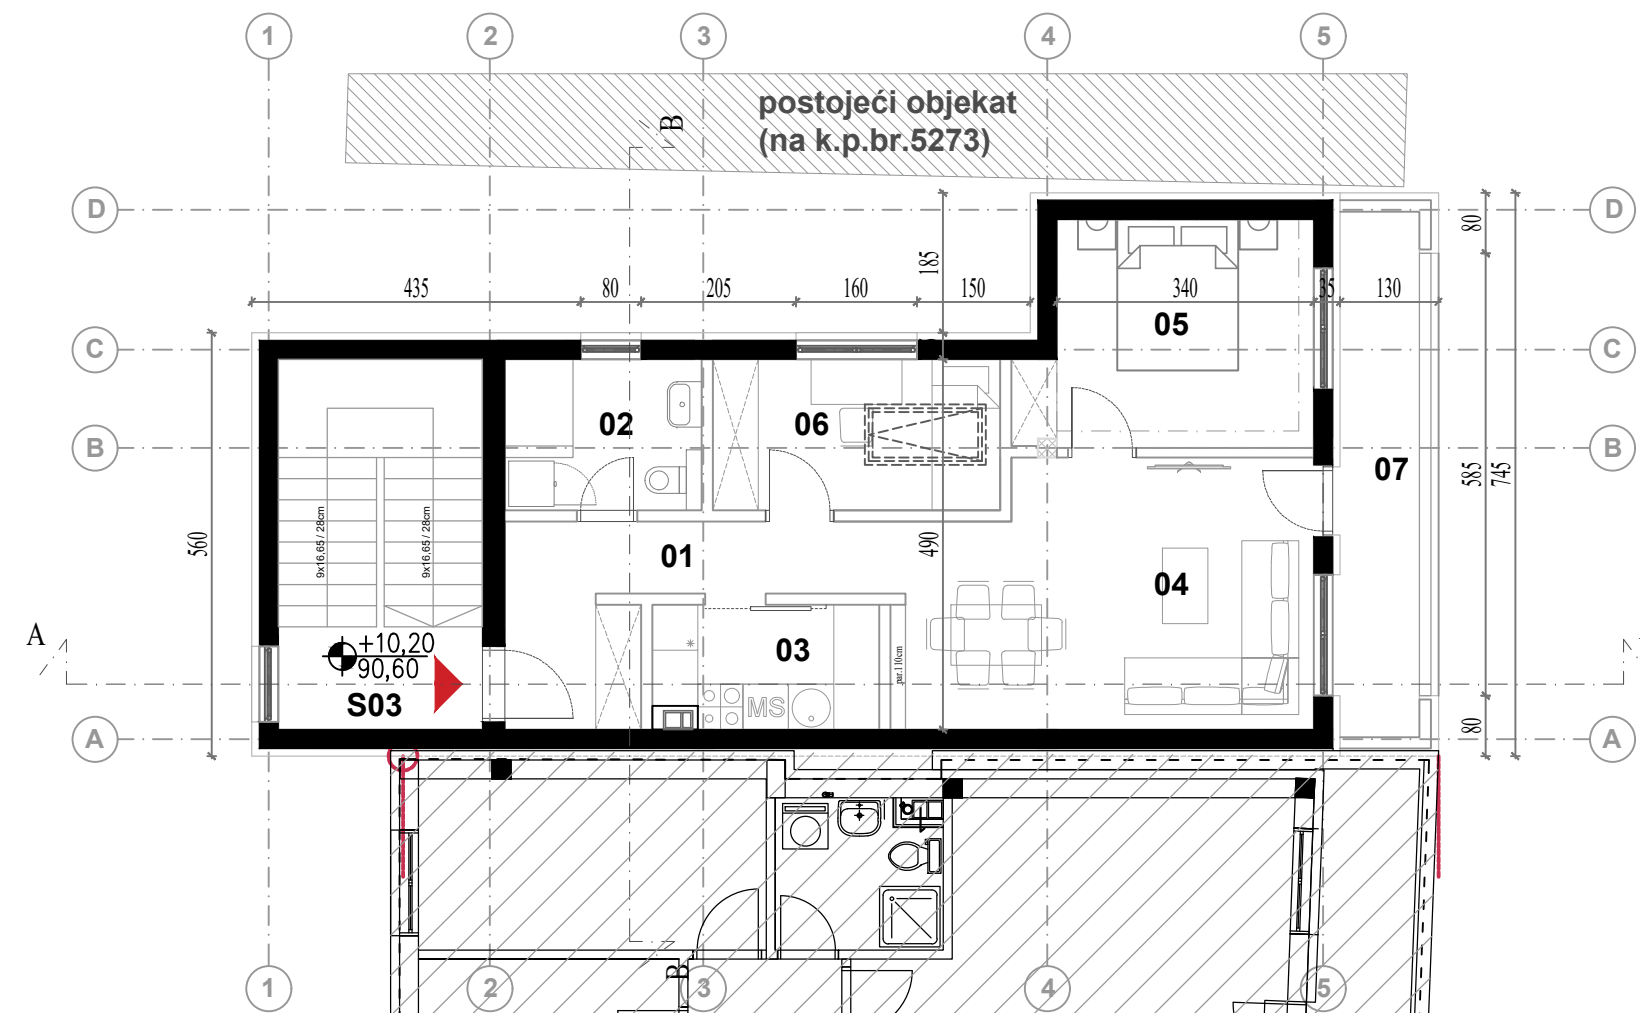 1 2 3 4 5
postojeći objekat
(na k.p.br.5273)
B
D D
80
185
435 80 205 160 150 340 35 130
05
C C
02 06
B B
07
585 745
9x16,65 / 28cm 9x16,65 / 28cm
560
01
490
04
A
+10,20
90,60
03
par.110cm
S03
MS
A A
80
B
1 2 3 4 5